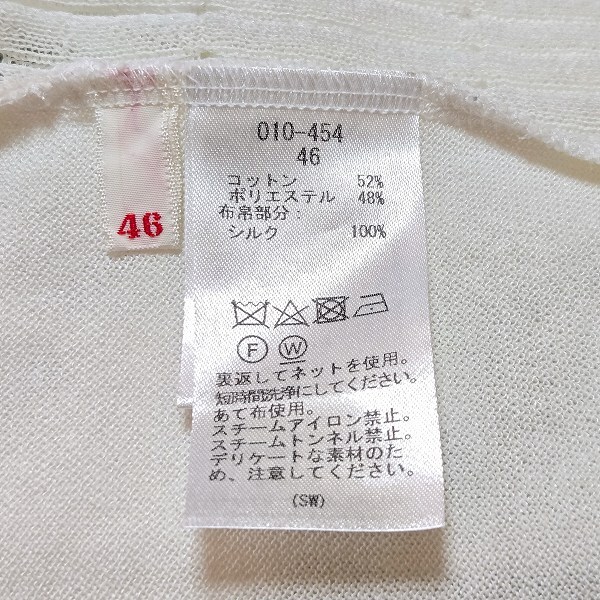 46
010-454
46
コットン 52%
ポリエステル 48%
布帛部分:
シルク 100%
F W
裏返してネットを使用。
短時間洗浄にしてください。
あて布使用。
スチームアイロン禁止。
スチームトンネル禁止。
デリケートな素材のた
め、注意してください。
(SW)